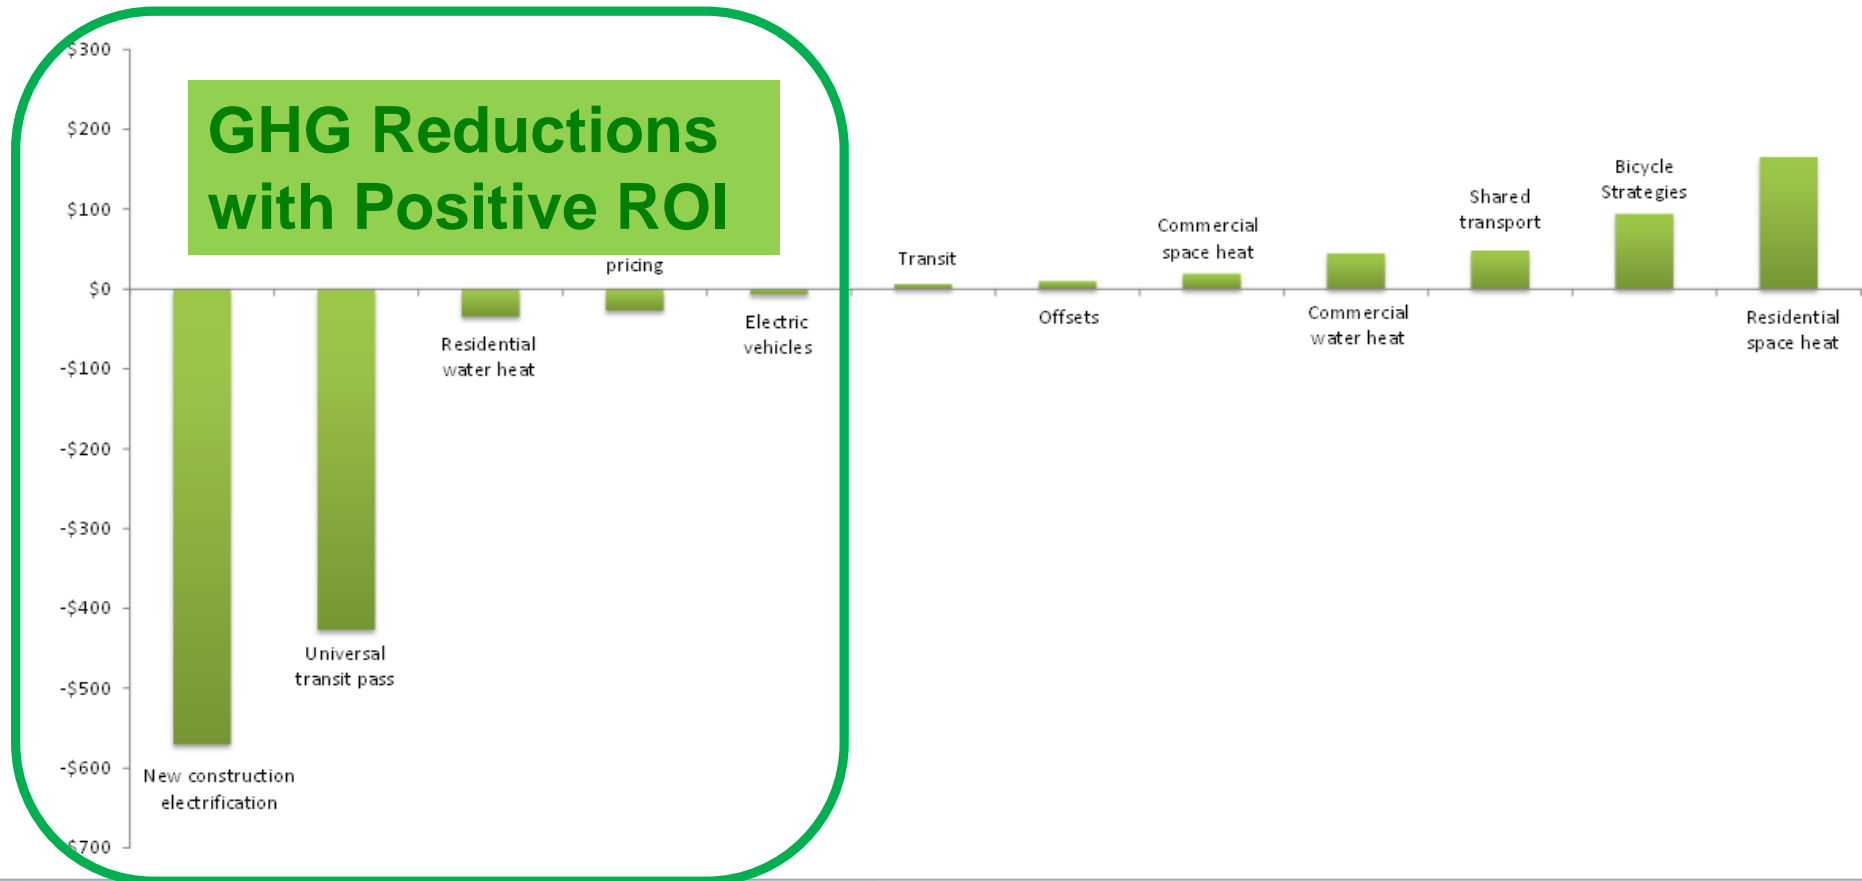 $300
$200
$100
$0
-$100
-$200
-$300
-$400
-$500
-$600
$700
GHG Reductions
with Positive ROI
New construction
electrification
Universal
transit pass
Residential
water heat
pricing
Electric
vehicles
Transit
Offsets
Commercial
space heat
Commercial
water heat
Shared
transport
Bicycle
Strategies
Residential
space heat